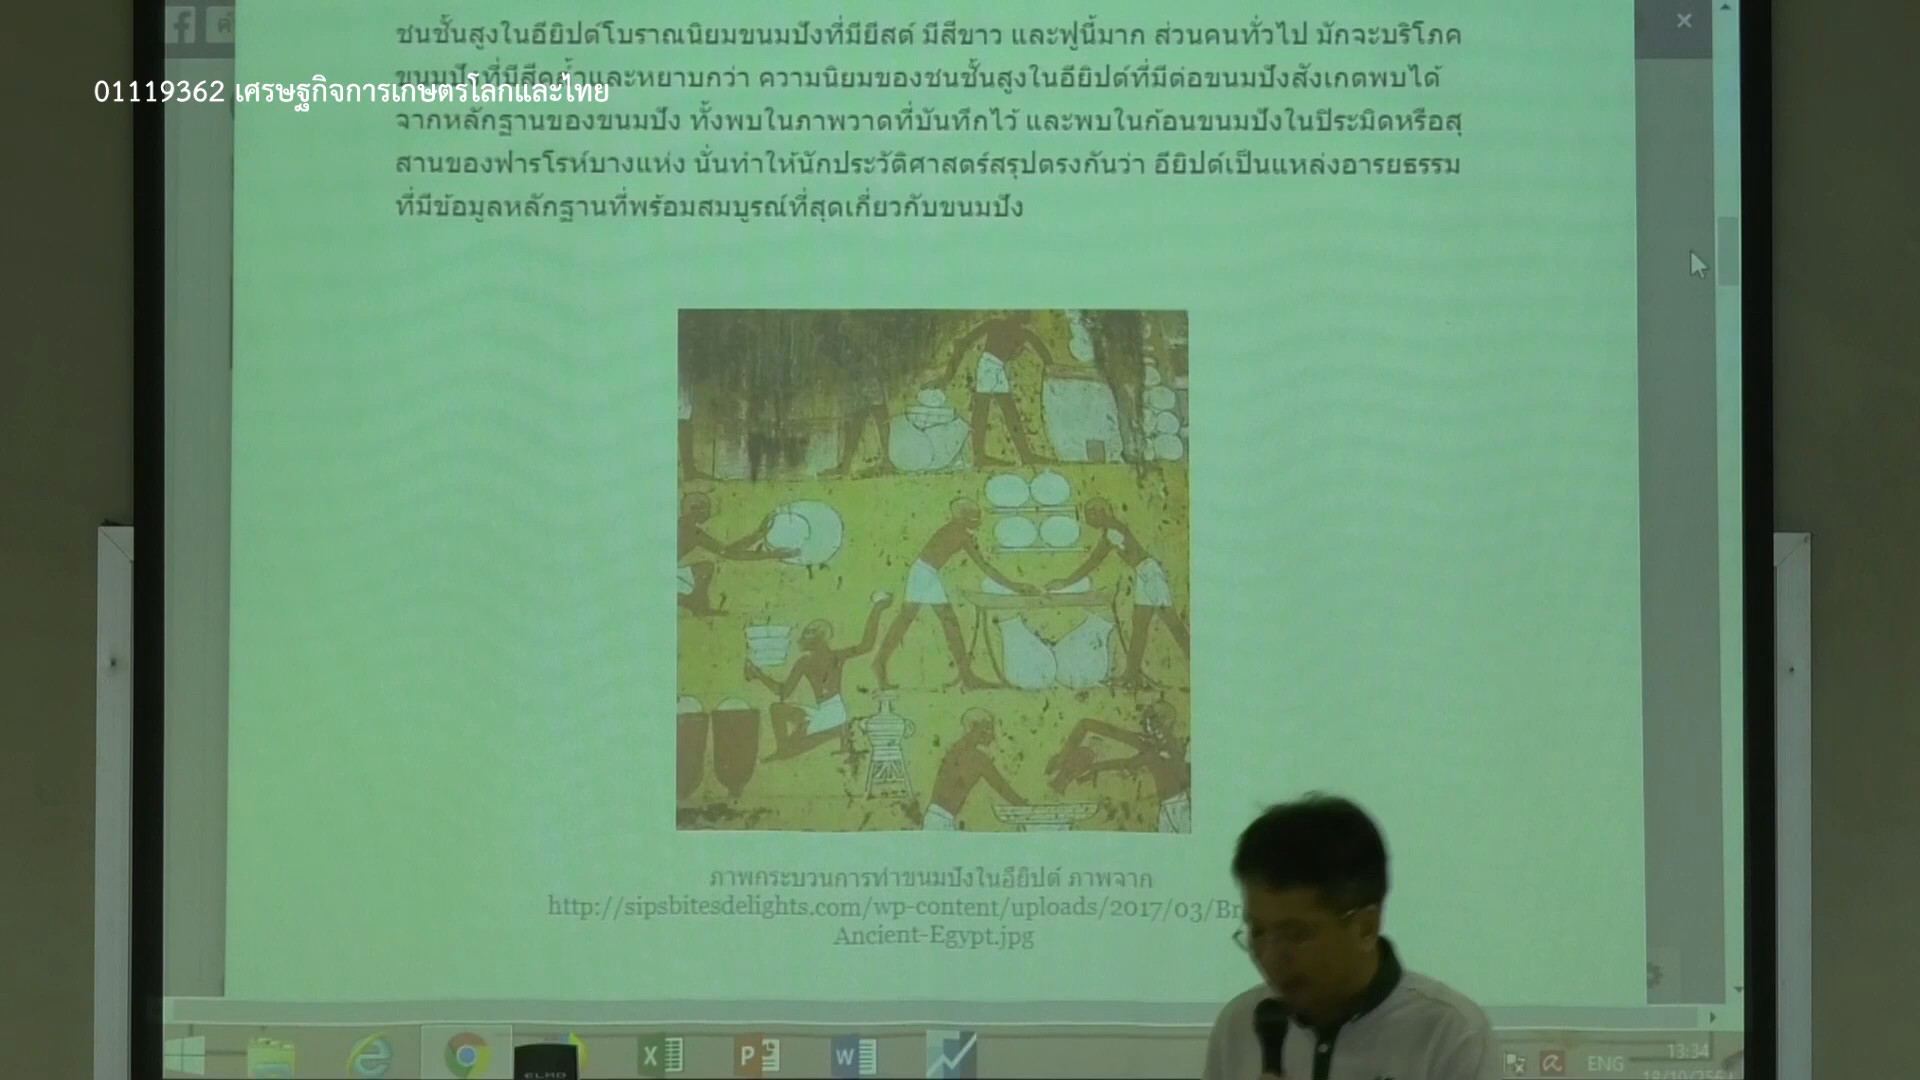 ชนชั้นสูงในอียิปต์โบราณนิยมขนมปังที่มียีสต์ มีสีขาว และฟูนิ้มาก ส่วนคนทั่วไป มักจะบริโภค
ขนมปังที่มีสีคล้ำและหยาบกว่า ความนิยมของชนชั้นสูงในอียิปต์ที่มีต่อขนมปังสังเกตพบได้
01119362 เศรษฐกิจการเกษตรโลกและไทย
จากหลักฐานของขนมปัง ทั้งพบในภาพวาดที่บันทึกไว้ และพบในก้อนขนมปังในปิระมิดหรือสุ
สานของฟาร์โรห์บางแห่ง นั่นทำให้นักประวัติศาสตร์สรุปตรงกันว่า อียิปต์เป็นแหล่งอารยธรรม
ที่มีข้อมูลหลักฐานที่พร้อมสมบูรณ์ที่สุดเกี่ยวกับขนมปัง
ภาพกระบวนการทำขนมปังในอียิปต์ ภาพจาก
http://sipsbitesdelights.com/wp-content/uploads/2017/03/Br
Ancient-Egypt.jpg
ELMO
ENG
13:34